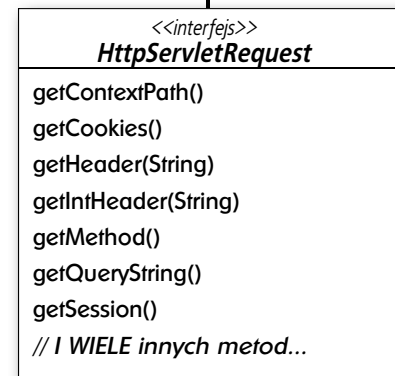 <<interfejs>>
HttpServletRequest
getContextPath()
getCookies()
getHeader(String)
getIntHeader(String)
getMethod()
getQueryString()
getSession()
// I WIELE innych metod...